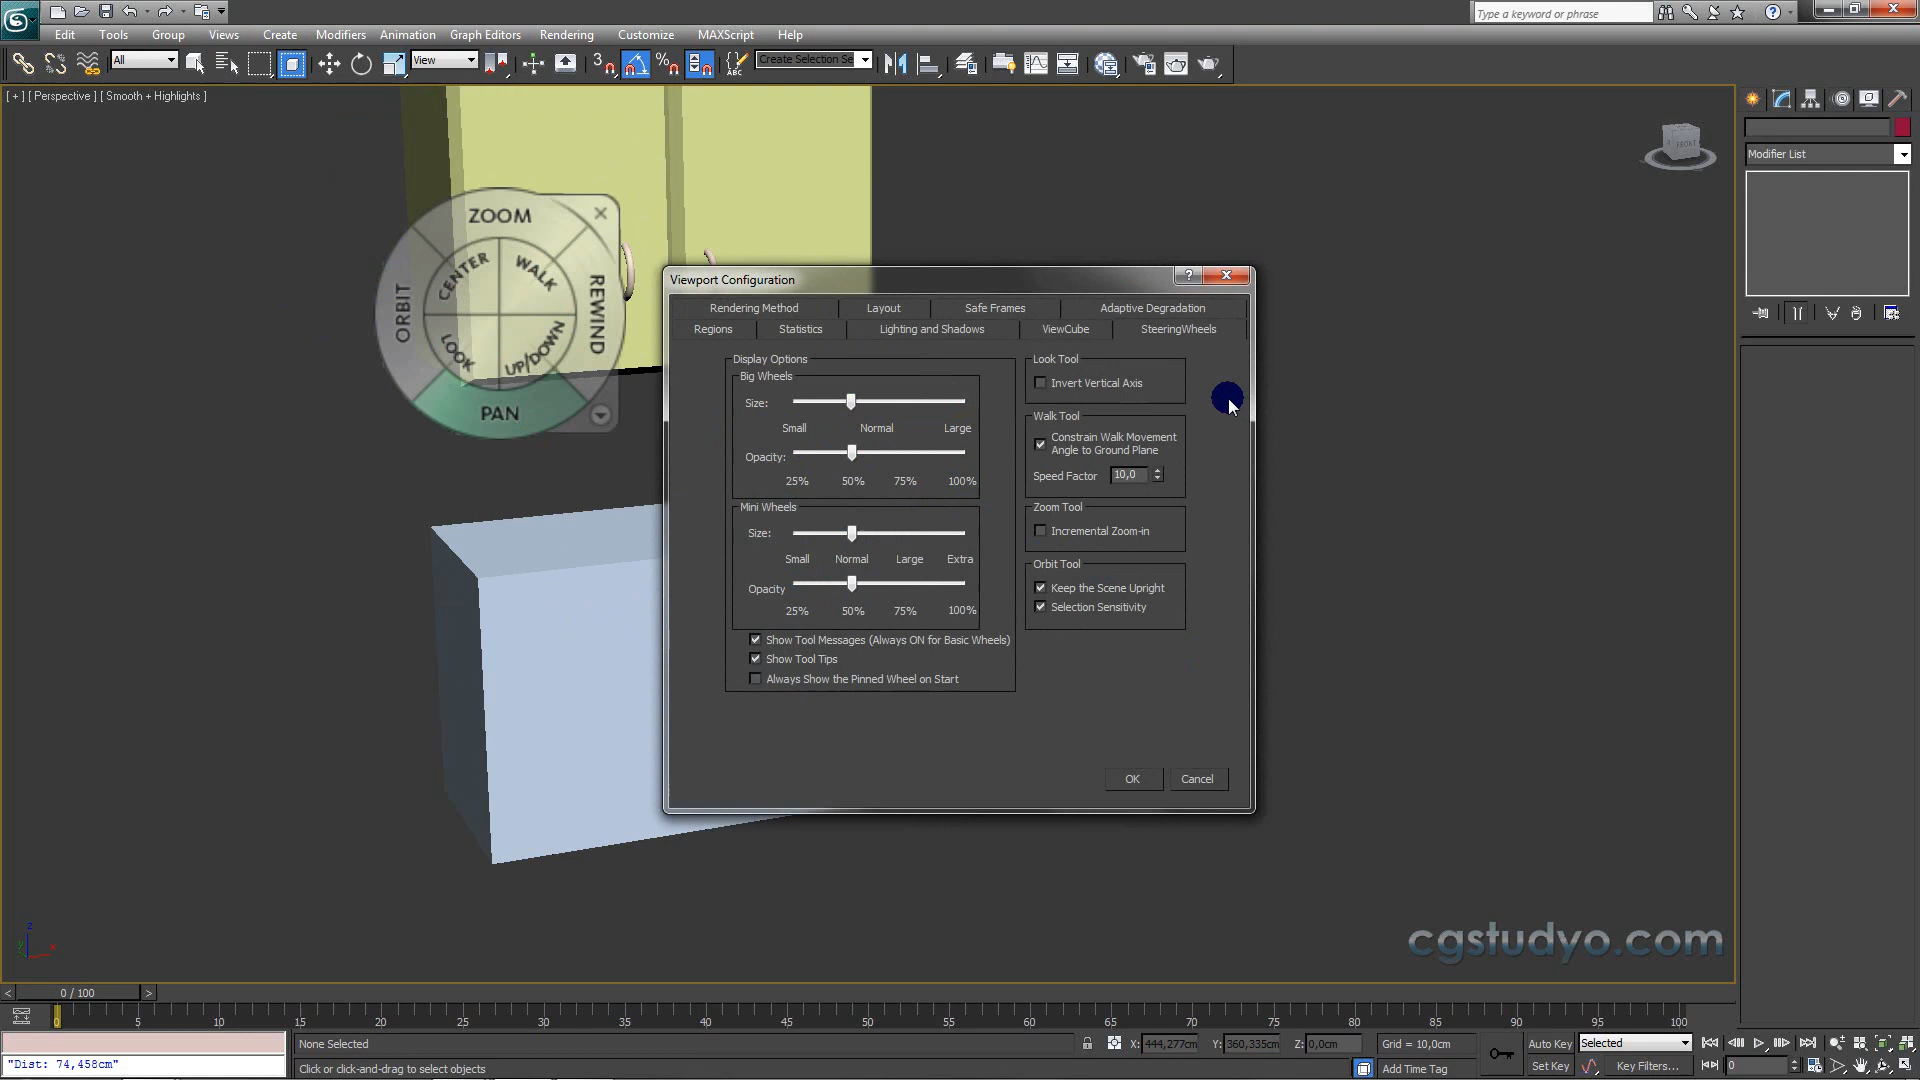 Type a keyword or phrase
Edit Tools Group Views Create Modifiers Animation Graph Editors Rendering Customize MAXScript Help
All View Create Selection Se
[ + ] [ Perspective ] [ Smooth + Highlights ]
FRONT
Modifier List
ZOOM
CENTER WALK
ORBIT REWIND
LOOK UP/DOWN
PAN
Viewport Configuration
Rendering Method Layout Safe Frames Adaptive Degradation
Regions Statistics Lighting and Shadows ViewCube SteeringWheels
Display Options
Big Wheels
Size:
Small Normal Large
Opacity:
25% 50% 75% 100%
Mini Wheels
Size:
Small Normal Large Extra
Opacity
25% 50% 75% 100%
Show Tool Messages (Always ON for Basic Wheels)
Show Tool Tips
Always Show the Pinned Wheel on Start
Look Tool
Invert Vertical Axis
Walk Tool
Constrain Walk Movement
Angle to Ground Plane
Speed Factor 10,0
Zoom Tool
Incremental Zoom-in
Orbit Tool
Keep the Scene Upright
Selection Sensitivity
OK Cancel
z
y x
cgstudyo.com
< 0 / 100 >
0 5 10 15 20 25 30 35 40 45 50 55 60 65 70 75 80 85 90 95 100
None Selected X: 444,277cm Y: 360,335cm Z: 0,0cm Grid = 10,0cm Auto Key Selected
"Dist: 74,458cm" Click or click-and-drag to select objects Add Time Tag Set Key Key Filters... 0